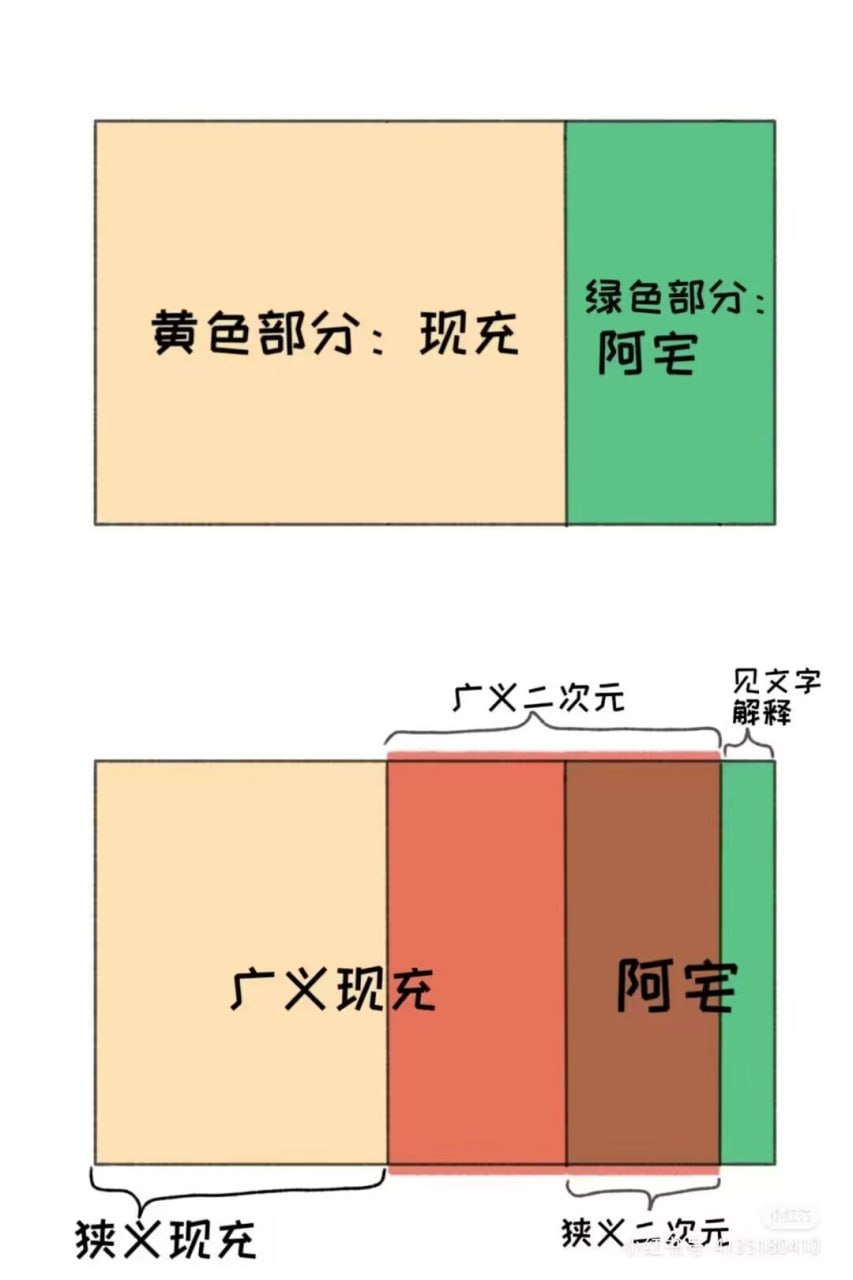 黄色部分：现充
绿色部分：
阿宅
广义二次元
见文字
解释
广义现充
阿宅
狭义现充
狭义二次元
小红书
小红书号 4135180410